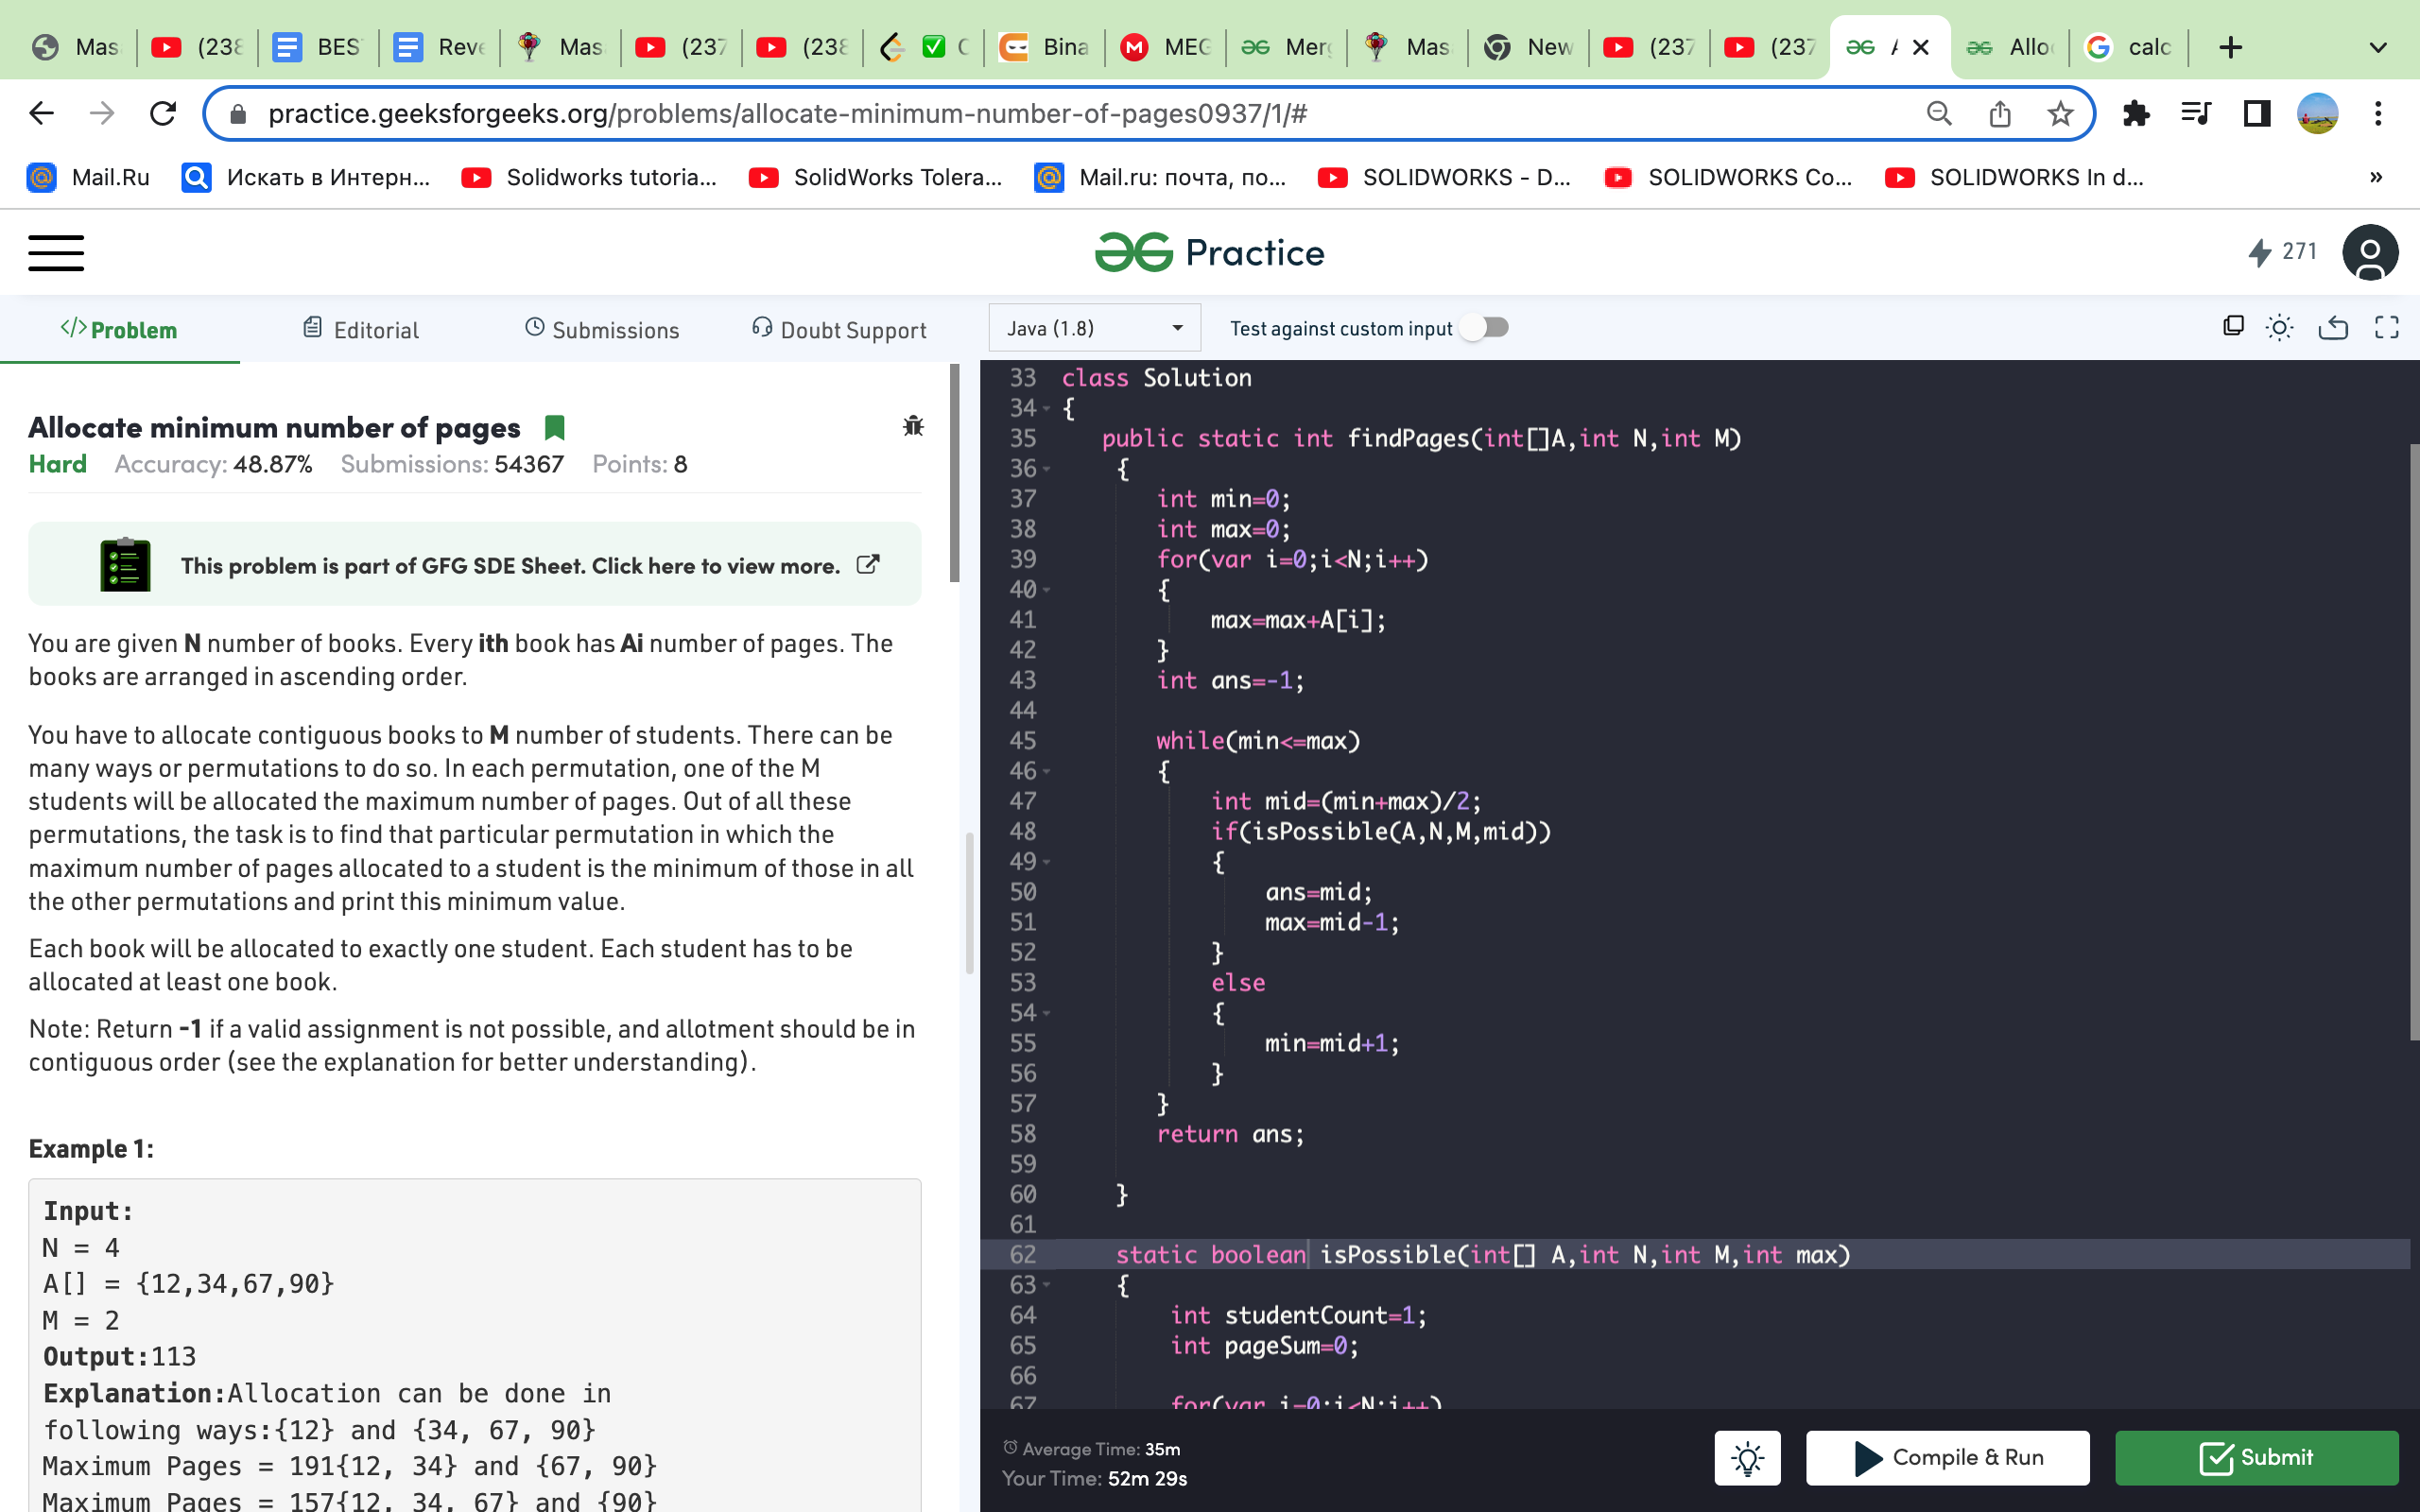 Mas
(238
BES
Reve
Mas
(237
(238
Bina
MEG
Mer
Mas
New
(237
(237
Allo
calc
practice.geeksforgeeks.org/problems/allocate-minimum-number-of-pages0937/1/#
Mail.Ru
Искать в Интерн...
Solidworks tutoria...
SolidWorks Tolera...
Mail.ru: почта, по...
SOLIDWORKS - D...
SOLIDWORKS Co...
SOLIDWORKS In d...
»
Practice
271
</>Problem
Editorial
Submissions
Doubt Support
Java (1.8)
Test against custom input
Allocate minimum number of pages
Hard Accuracy: 48.87% Submissions: 54367 Points: 8
This problem is part of GFG SDE Sheet. Click here to view more.
You are given N number of books. Every ith book has Ai number of pages. The
books are arranged in ascending order.
You have to allocate contiguous books to M number of students. There can be
many ways or permutations to do so. In each permutation, one of the M
students will be allocated the maximum number of pages. Out of all these
permutations, the task is to find that particular permutation in which the
maximum number of pages allocated to a student is the minimum of those in all
the other permutations and print this minimum value.
Each book will be allocated to exactly one student. Each student has to be
allocated at least one book.
Note: Return -1 if a valid assignment is not possible, and allotment should be in
contiguous order (see the explanation for better understanding).
Example 1:
Input:
N = 4
A[] = {12,34,67,90}
M = 2
Output:113
Explanation:Allocation can be done in
following ways:{12} and {34, 67, 90}
Maximum Pages = 191{12, 34} and {67, 90}
Maximum Pages = 157{12, 34, 67} and {90}
33 class Solution
34 {
35 public static int findPages(int[]A,int N,int M)
36 {
37 int min=0;
38 int max=0;
39 for(var i=0;i<N;i++)
40 {
41 max=max+A[i];
42 }
43 int ans=-1;
44
45 while(min<=max)
46 {
47 int mid=(min+max)/2;
48 if(isPossible(A,N,M,mid))
49 {
50 ans=mid;
51 max=mid-1;
52 }
53 else
54 {
55 min=mid+1;
56 }
57 }
58 return ans;
59
60 }
61
62 static boolean isPossible(int[] A,int N,int M,int max)
63 {
64 int studentCount=1;
65 int pageSum=0;
66
67 for(var i=0;i<N;i++)
Average Time: 35m
Your Time: 52m 29s
Compile & Run
Submit